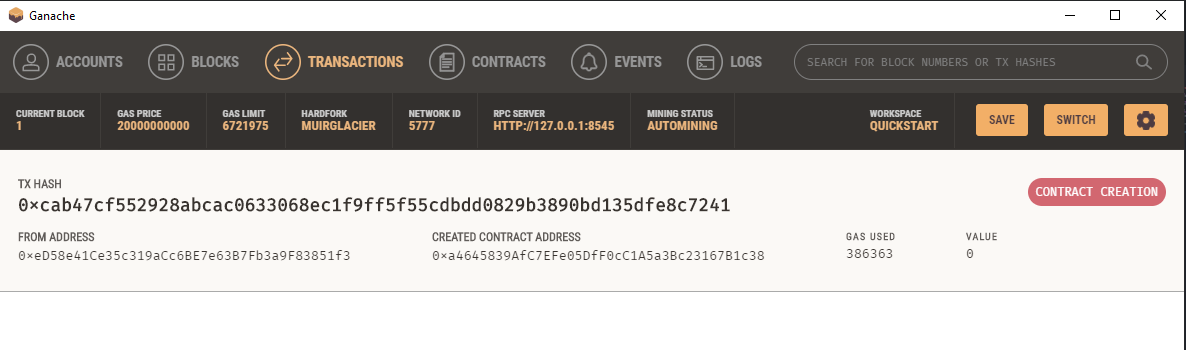 Ganache
ACCOUNTS BLOCKS TRANSACTIONS CONTRACTS EVENTS LOGS SEARCH FOR BLOCK NUMBERS OR TX HASHES
CURRENT BLOCK GAS PRICE GAS LIMIT HARDFORK NETWORK ID RPC SERVER MINING STATUS WORKSPACE SAVE SWITCH
1 20000000000 6721975 MUIRGLACIER 5777 HTTP://127.0.0.1:8545 AUTOMINING QUICKSTART
TX HASH
0×cab47cf552928abcac0633068ec1f9ff5f55cdbdd0829b3890bd135dfe8c7241 CONTRACT CREATION
FROM ADDRESS CREATED CONTRACT ADDRESS GAS USED VALUE
0×eD58e41Ce35c319aCc6BE7e63B7Fb3a9F83851f3 0×a4645839AfC7EFe05DfF0cC1A5a3Bc23167B1c38 386363 0